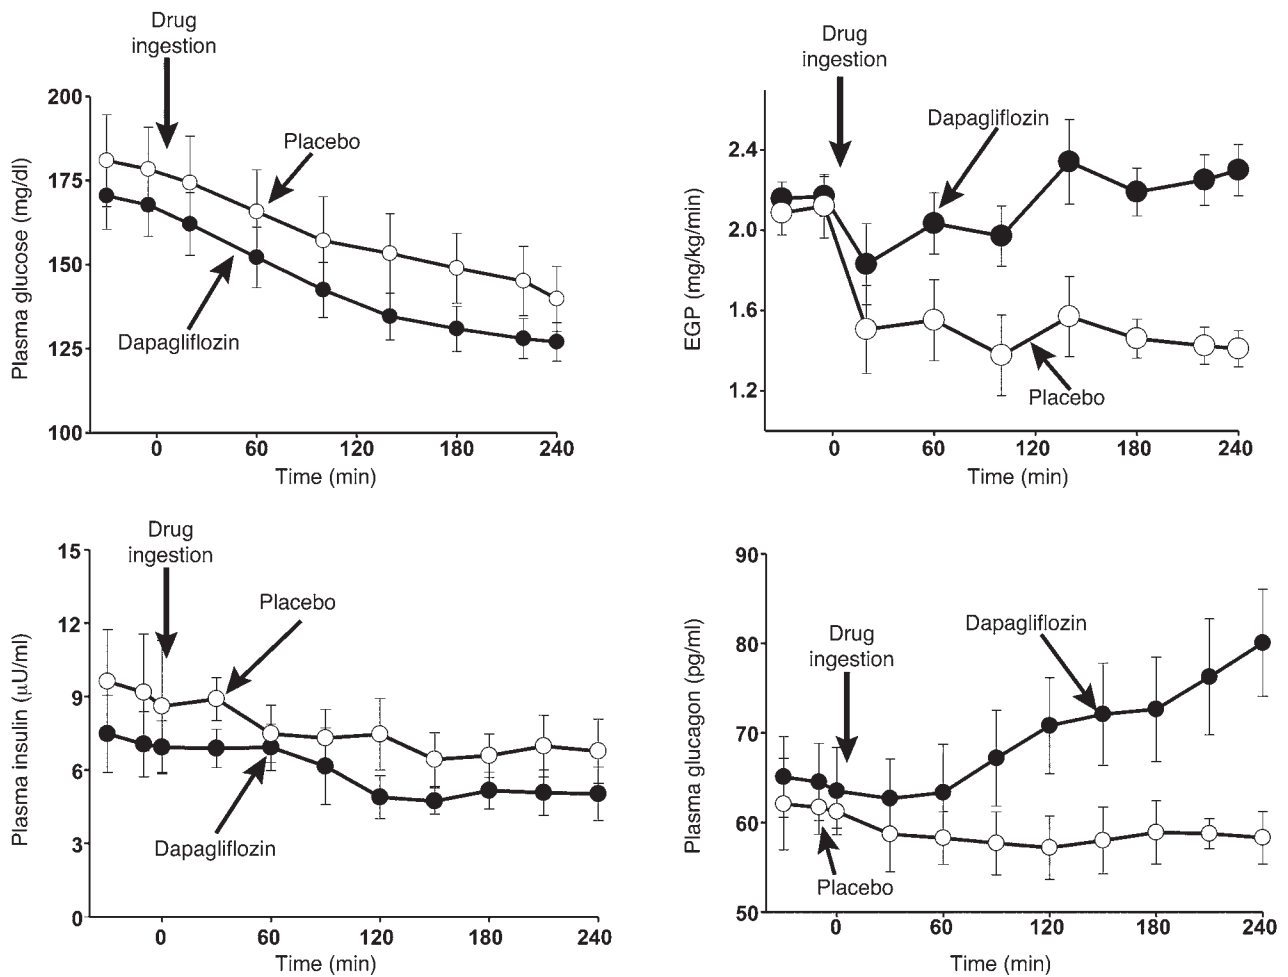 Drug
ingestion
200
175
150
125
100
Plasma glucose (mg/dl)
Placebo
Dapagliflozin
0
60
120
180
240
Time (min)
Drug
ingestion
2.4
2.0
1.6
1.2
EGP (mg/kg/min)
Dapagliflozin
Placebo
0
60
120
180
240
Time (min)
Drug
ingestion
15
12
9
6
3
0
Plasma insulin (μU/ml)
Placebo
Dapagliflozin
0
60
120
180
240
Time (min)
90
80
70
60
50
Plasma glucagon (pg/ml)
Drug
ingestion
Dapagliflozin
Placebo
0
60
120
180
240
Time (min)